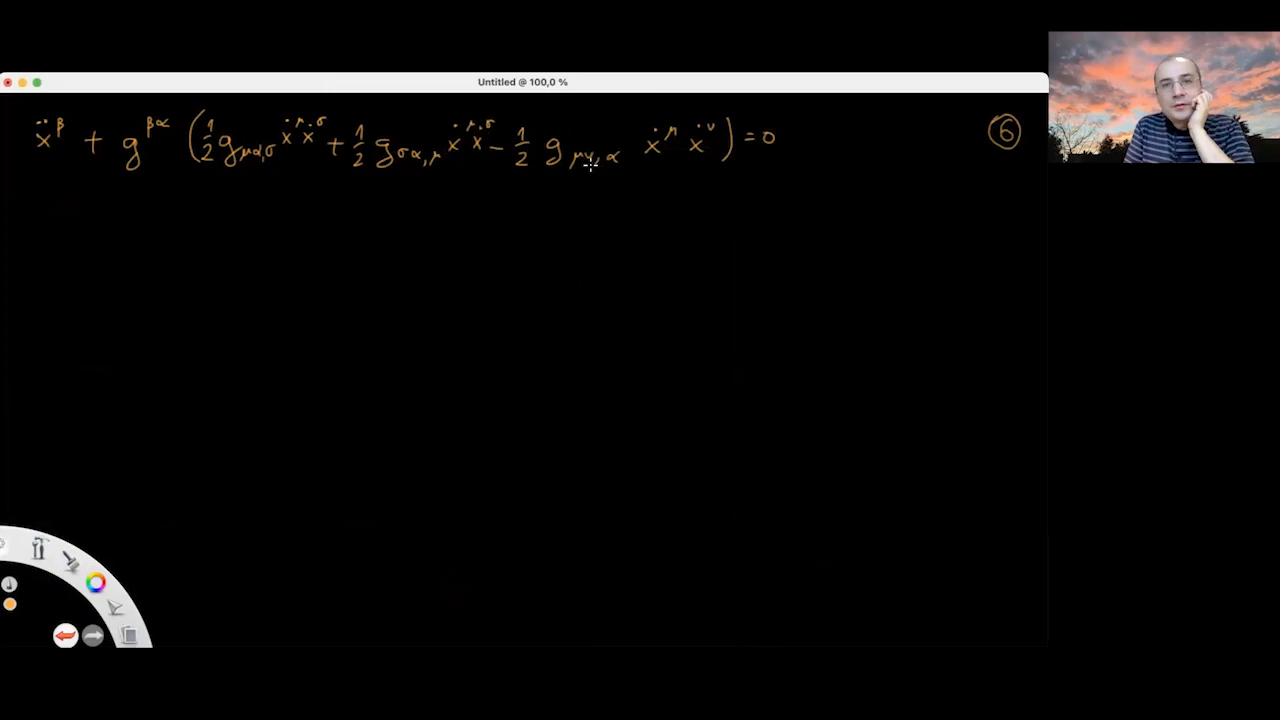 Untitled @ 100,0 %
ẍ^β + g^{βα} (1/2 g_{μα,σ} ẋ^μ ẋ^σ + 1/2 g_{σα,μ} ẋ^μ ẋ^σ - 1/2 g_{μν,α} ẋ^μ ẋ^ν) = 0 ⑥